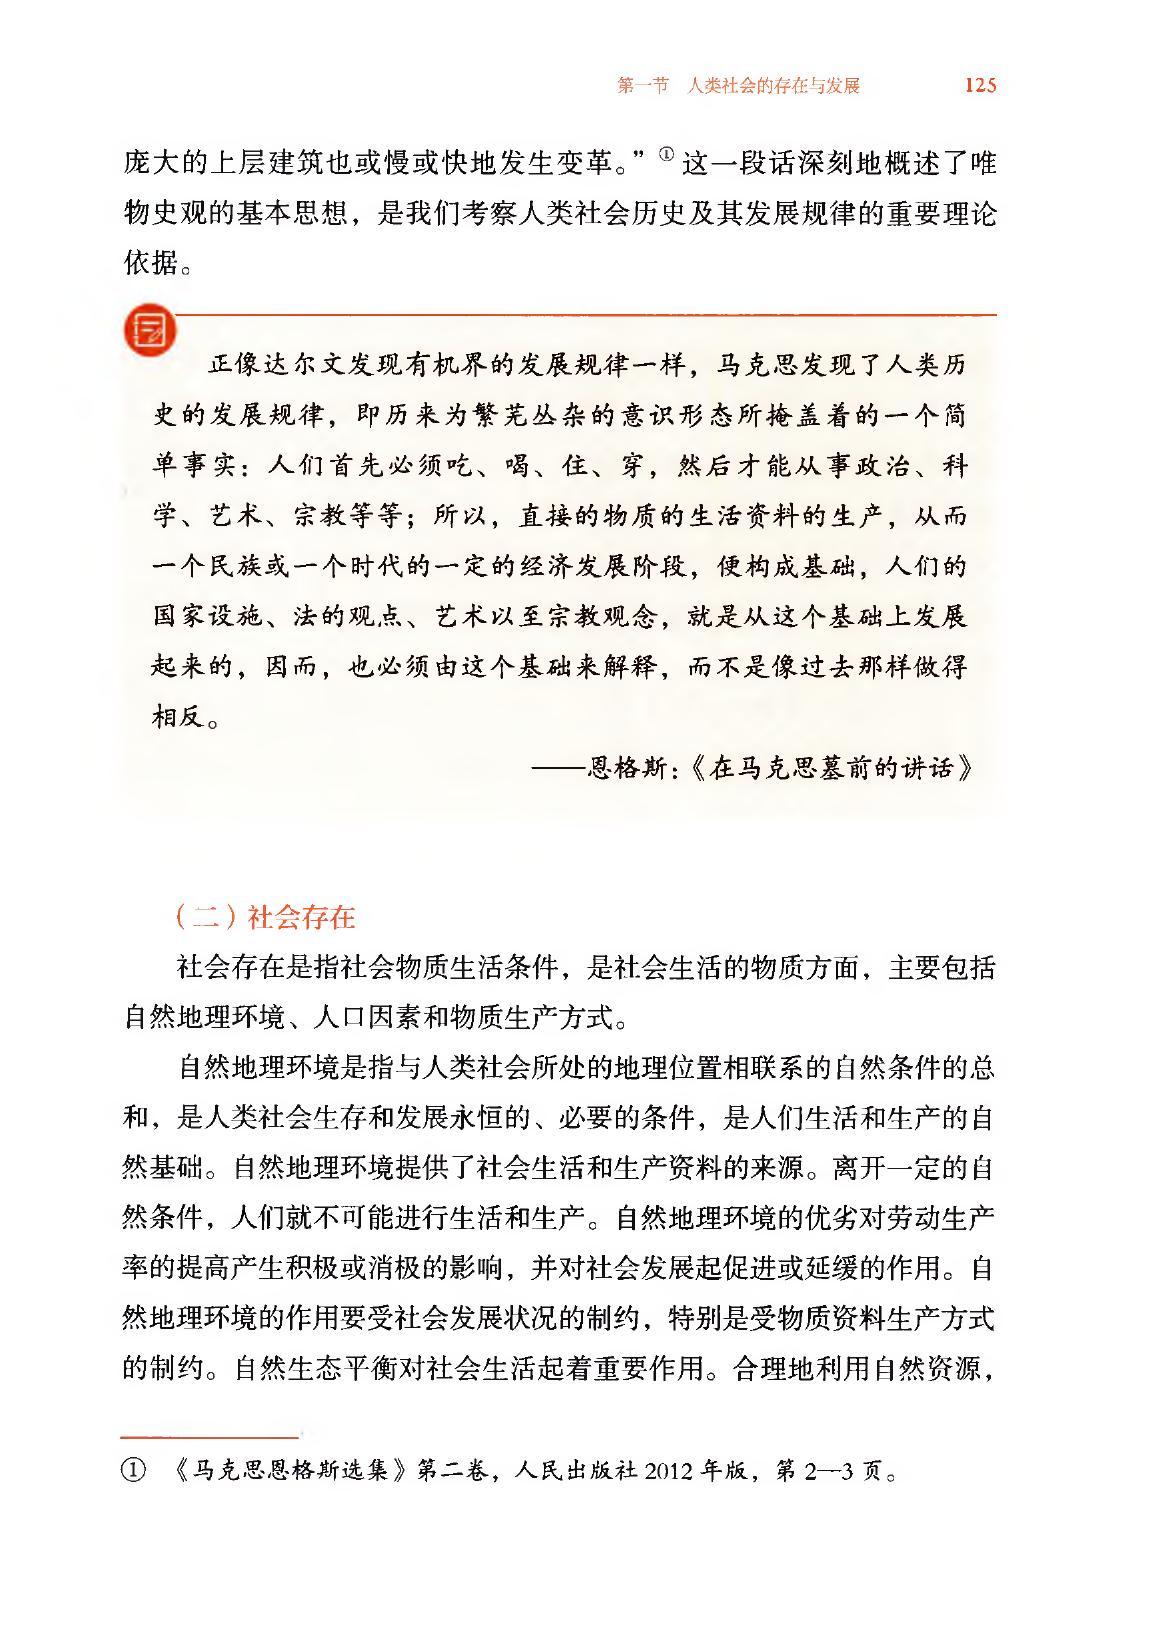 第一节 人类社会的存在与发展 125
庞大的上层建筑也或慢或快地发生变革。”①这一段话深刻地概述了唯
物史观的基本思想，是我们考察人类社会历史及其发展规律的重要理论
依据。
正像达尔文发现有机界的发展规律一样，马克思发现了人类历
史的发展规律，即历来为繁芜丛杂的意识形态所掩盖着的一个简
单事实：人们首先必须吃、喝、住、穿，然后才能从事政治、科
学、艺术、宗教等等；所以，直接的物质的生活资料的生产，从而
一个民族或一个时代的一定的经济发展阶段，便构成基础，人们的
国家设施、法的观点、艺术以至宗教观念，就是从这个基础上发展
起来的，因而，也必须由这个基础来解释，而不是像过去那样做得
相反。
——恩格斯：《在马克思墓前的讲话》
（二）社会存在
社会存在是指社会物质生活条件，是社会生活的物质方面，主要包括
自然地理环境、人口因素和物质生产方式。
自然地理环境是指与人类社会所处的地理位置相联系的自然条件的总
和，是人类社会生存和发展永恒的、必要的条件，是人们生活和生产的自
然基础。自然地理环境提供了社会生活和生产资料的来源。离开一定的自
然条件，人们就不可能进行生活和生产。自然地理环境的优劣对劳动生产
率的提高产生积极或消极的影响，并对社会发展起促进或延缓的作用。自
然地理环境的作用要受社会发展状况的制约，特别是受物质资料生产方式
的制约。自然生态平衡对社会生活起着重要作用。合理地利用自然资源，
① 《马克思恩格斯选集》第二卷，人民出版社2012年版，第2—3页。